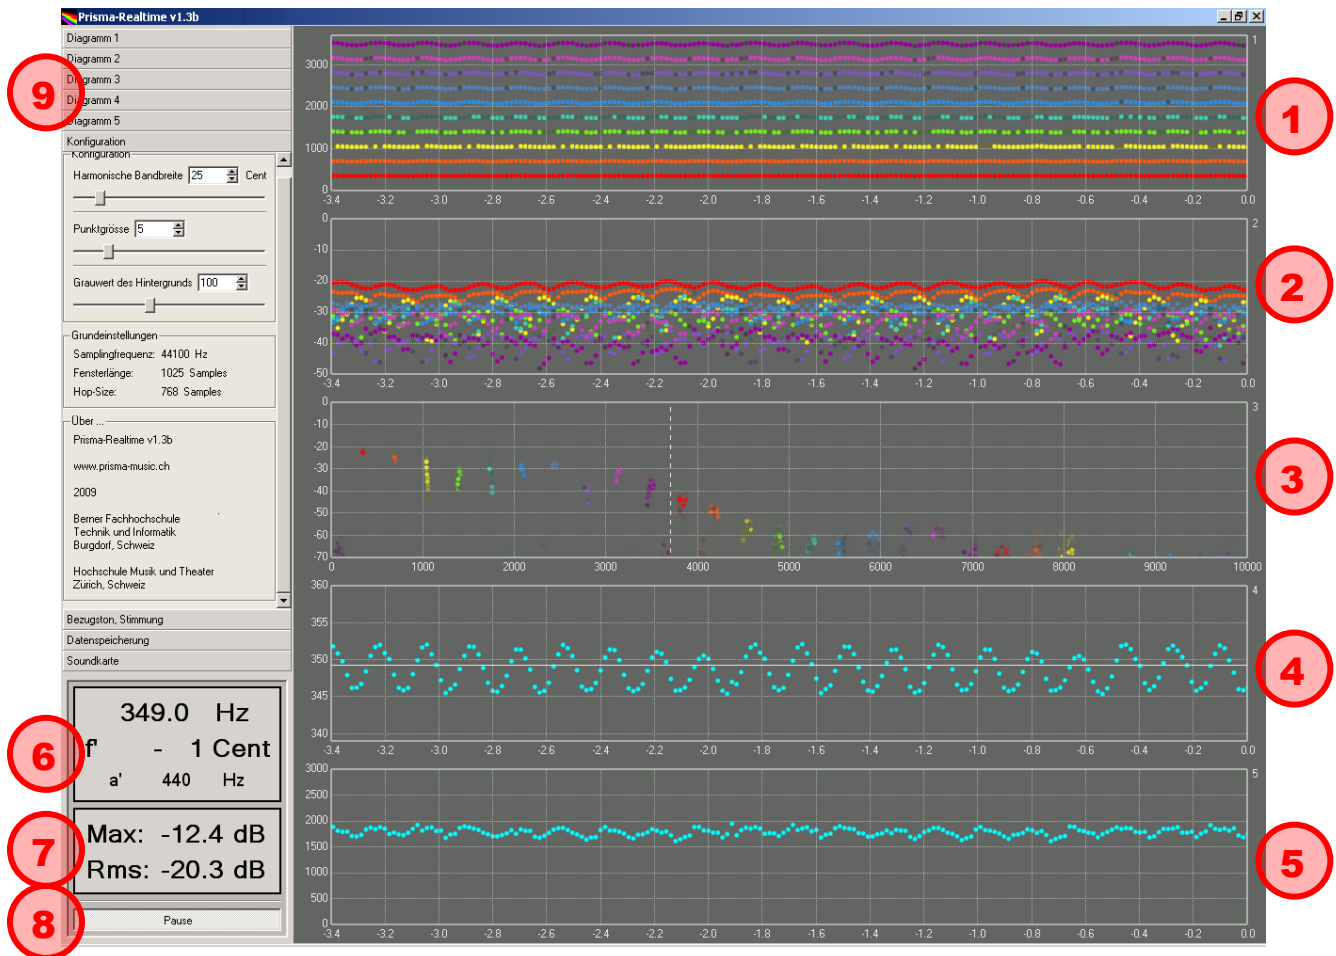 Prisma-Realtime v1.3b
Diagramm 1
Diagramm 2
Diagramm 3
Diagramm 4
Diagramm 5
Konfiguration
Konfiguration
Harmonische Bandbreite 25 Cent
Punktgrösse 5
Grauwert des Hintergrunds 100
Grundeinstellungen
Samplingfrequenz: 44100 Hz
Fensterlänge: 1025 Samples
Hop-Size: 768 Samples
Über ...
Prisma-Realtime v1.3b
www.prisma-music.ch
2009
Berner Fachhochschule
Technik und Informatik
Burgdorf, Schweiz
Hochschule Musik und Theater
Zürich, Schweiz
Bezugston, Stimmung
Datenspeicherung
Soundkarte
349.0 Hz
f' - 1 Cent
a' 440 Hz
Max: -12.4 dB
Rms: -20.3 dB
Pause
9
6
7
8
1
3000
2000
1000
0
-3.4 -3.2 -3.0 -2.8 -2.6 -2.4 -2.2 -2.0 -1.8 -1.6 -1.4 -1.2 -1.0 -0.8 -0.6 -0.4 -0.2 0.0
1
2
0
-10
-20
-30
-40
-50
-3.4 -3.2 -3.0 -2.8 -2.6 -2.4 -2.2 -2.0 -1.8 -1.6 -1.4 -1.2 -1.0 -0.8 -0.6 -0.4 -0.2 0.0
2
3
0
-10
-20
-30
-40
-50
-60
-70
0 1000 2000 3000 4000 5000 6000 7000 8000 9000 10000
3
4
360
355
350
345
340
-3.4 -3.2 -3.0 -2.8 -2.6 -2.4 -2.2 -2.0 -1.8 -1.6 -1.4 -1.2 -1.0 -0.8 -0.6 -0.4 -0.2 0.0
4
5
3000
2500
2000
1500
1000
500
0
-3.4 -3.2 -3.0 -2.8 -2.6 -2.4 -2.2 -2.0 -1.8 -1.6 -1.4 -1.2 -1.0 -0.8 -0.6 -0.4 -0.2 0.0
5